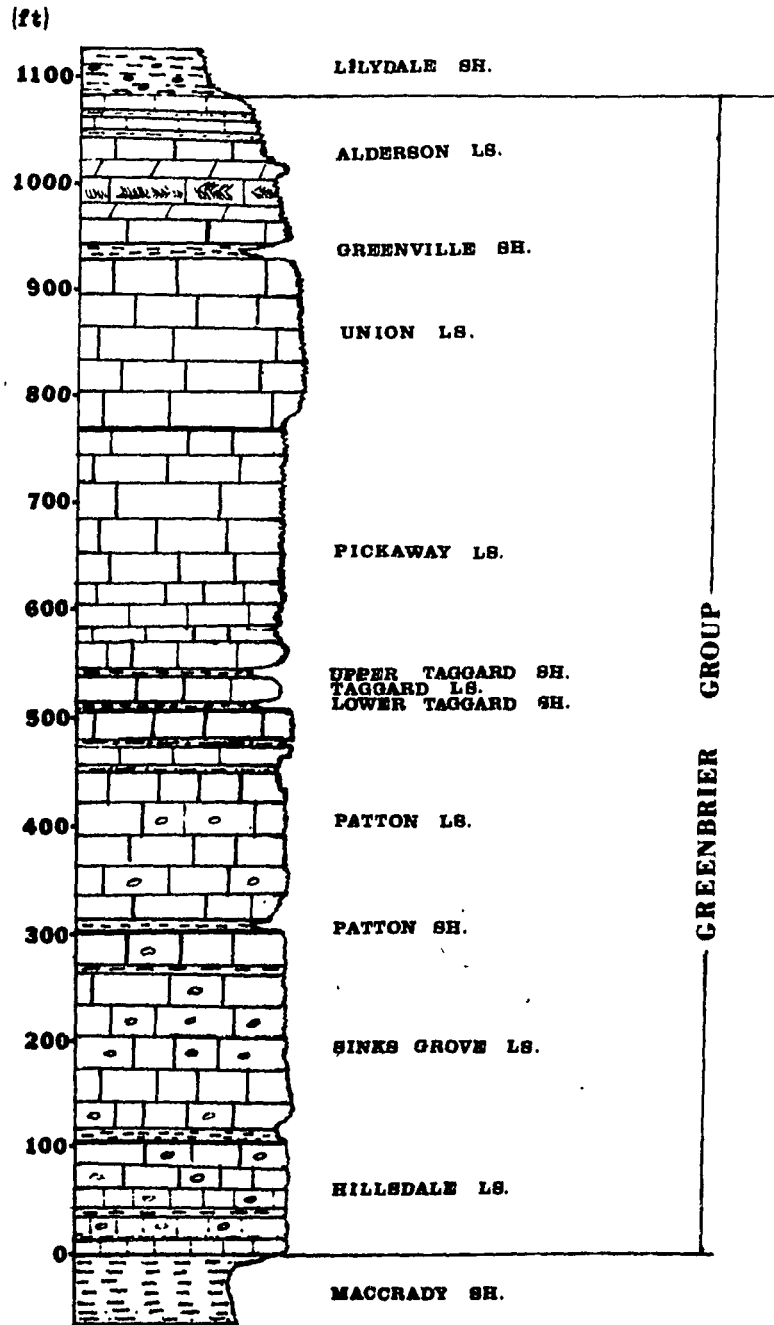 (ft)
LILYDALE SH.
1100
ALDERSON LS.
1000
GREENVILLE SH.
900
UNION LS.
800
700
PICKAWAY LS.
600
UPPER TAGGARD SH.
TAGGARD LS.
LOWER TAGGARD SH.
500
PATTON LS.
400
PATTON SH.
300
SINKS GROVE LS.
200
100
HILLSDALE LS.
0
MACCRADY SH.
GREENBRIER GROUP